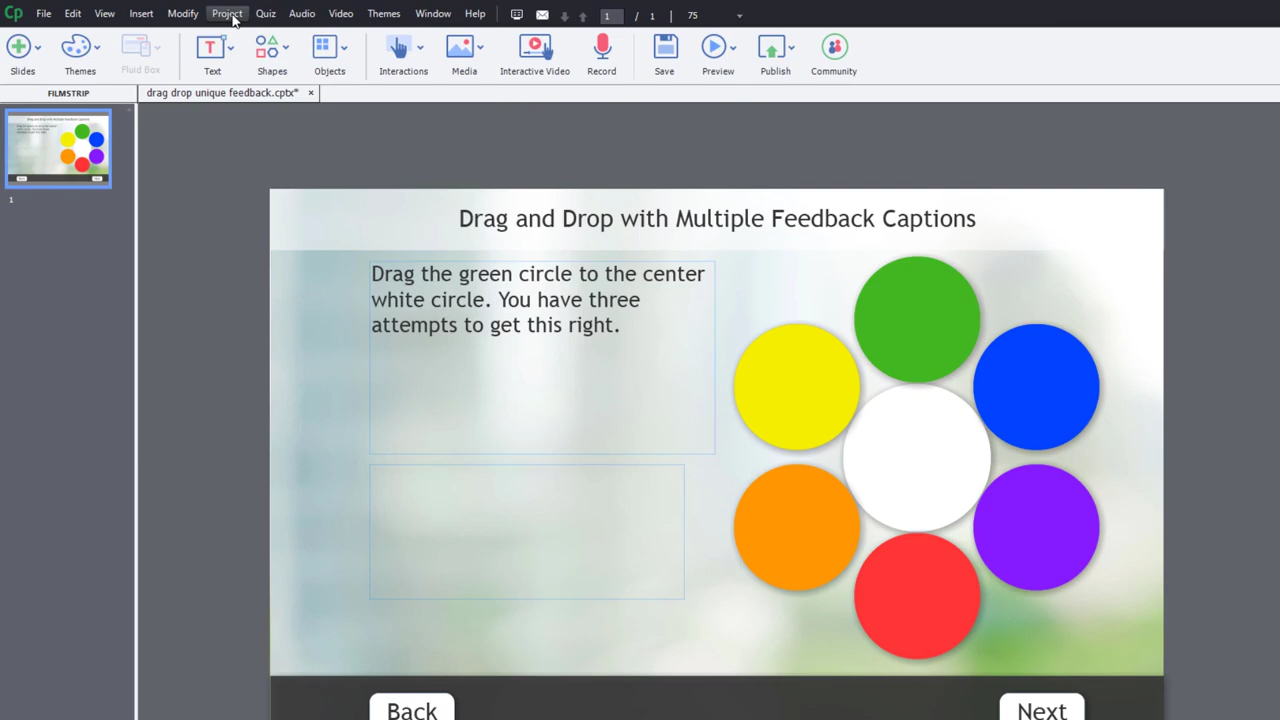 Cp File Edit View Insert Modify Project Quiz Audio Video Themes Window Help 1 / 1 75
Slides Themes Fluid Box Text Shapes Objects Interactions Media Interactive Video Record Save Preview Publish Community
FILMSTRIP drag drop unique feedback.cptx* ×
1
Drag and Drop with Multiple Feedback Captions
Drag the green circle to the center
white circle. You have three
attempts to get this right.
Back Next